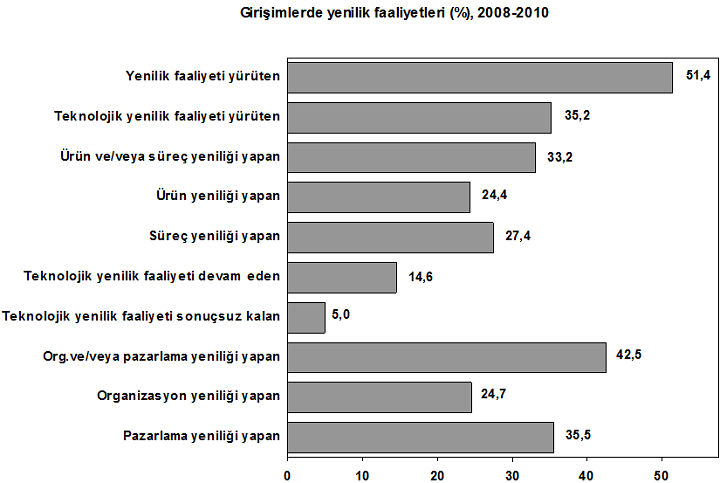 Girişimlerde yenilik faaliyetleri (%), 2008-2010
Yenilik faaliyeti yürüten 51,4
Teknolojik yenilik faaliyeti yürüten 35,2
Ürün ve/veya süreç yeniliği yapan 33,2
Ürün yeniliği yapan 24,4
Süreç yeniliği yapan 27,4
Teknolojik yenilik faaliyeti devam eden 14,6
Teknolojik yenilik faaliyeti sonuçsuz kalan 5,0
Org.ve/veya pazarlama yeniliği yapan 42,5
Organizasyon yeniliği yapan 24,7
Pazarlama yeniliği yapan 35,5
0 10 20 30 40 50